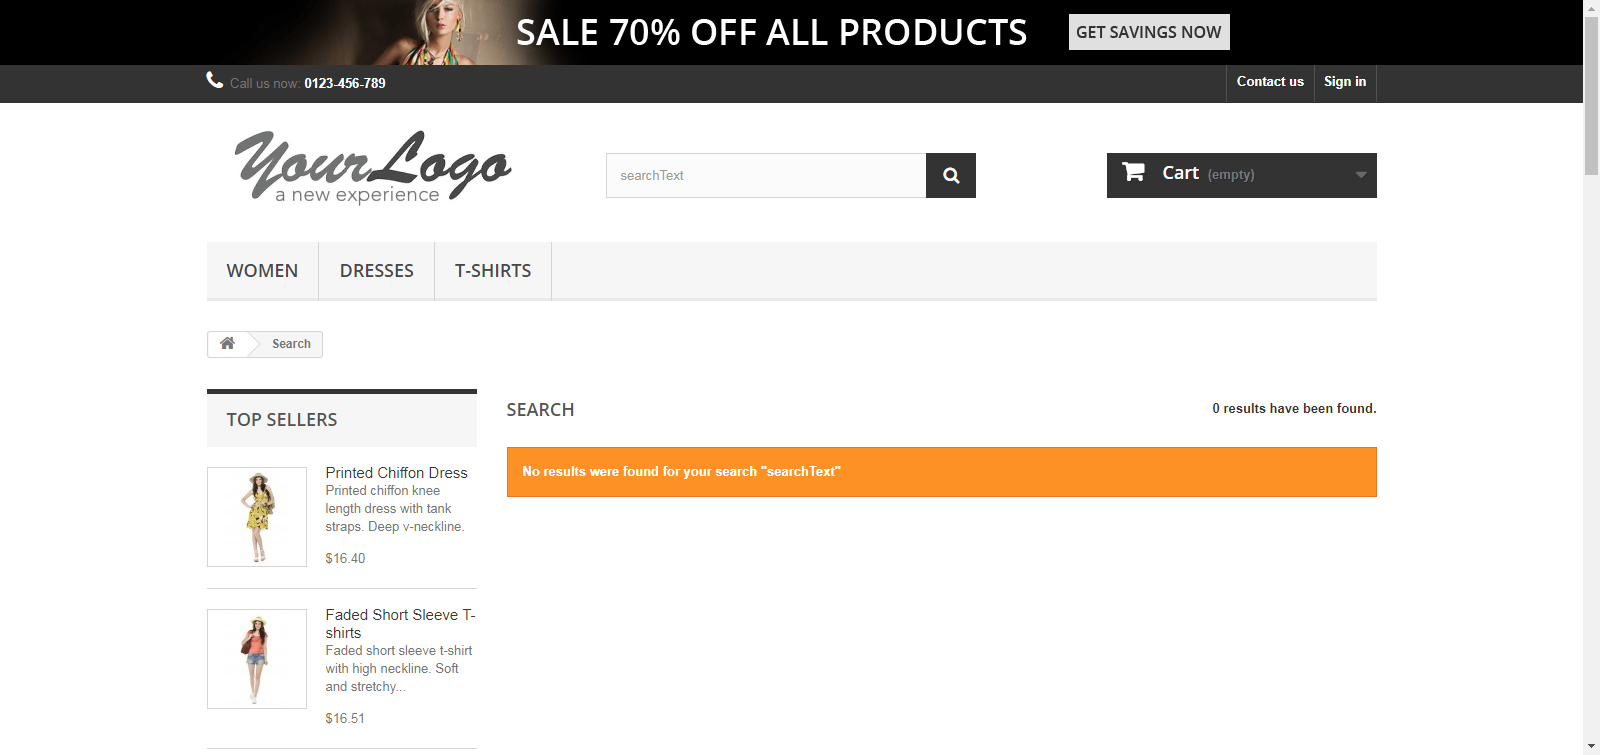 SALE 70% OFF ALL PRODUCTS
GET SAVINGS NOW
Call us now: 0123-456-789
Contact us
Sign in
YourLogo
a new experience
searchText
Cart (empty)
WOMEN
DRESSES
T-SHIRTS
Search
TOP SELLERS
Printed Chiffon Dress
Printed chiffon knee
length dress with tank
straps. Deep v-neckline.
$16.40
Faded Short Sleeve T-
shirts
Faded short sleeve t-shirt
with high neckline. Soft
and stretchy...
$16.51
SEARCH
0 results have been found.
No results were found for your search "searchText"